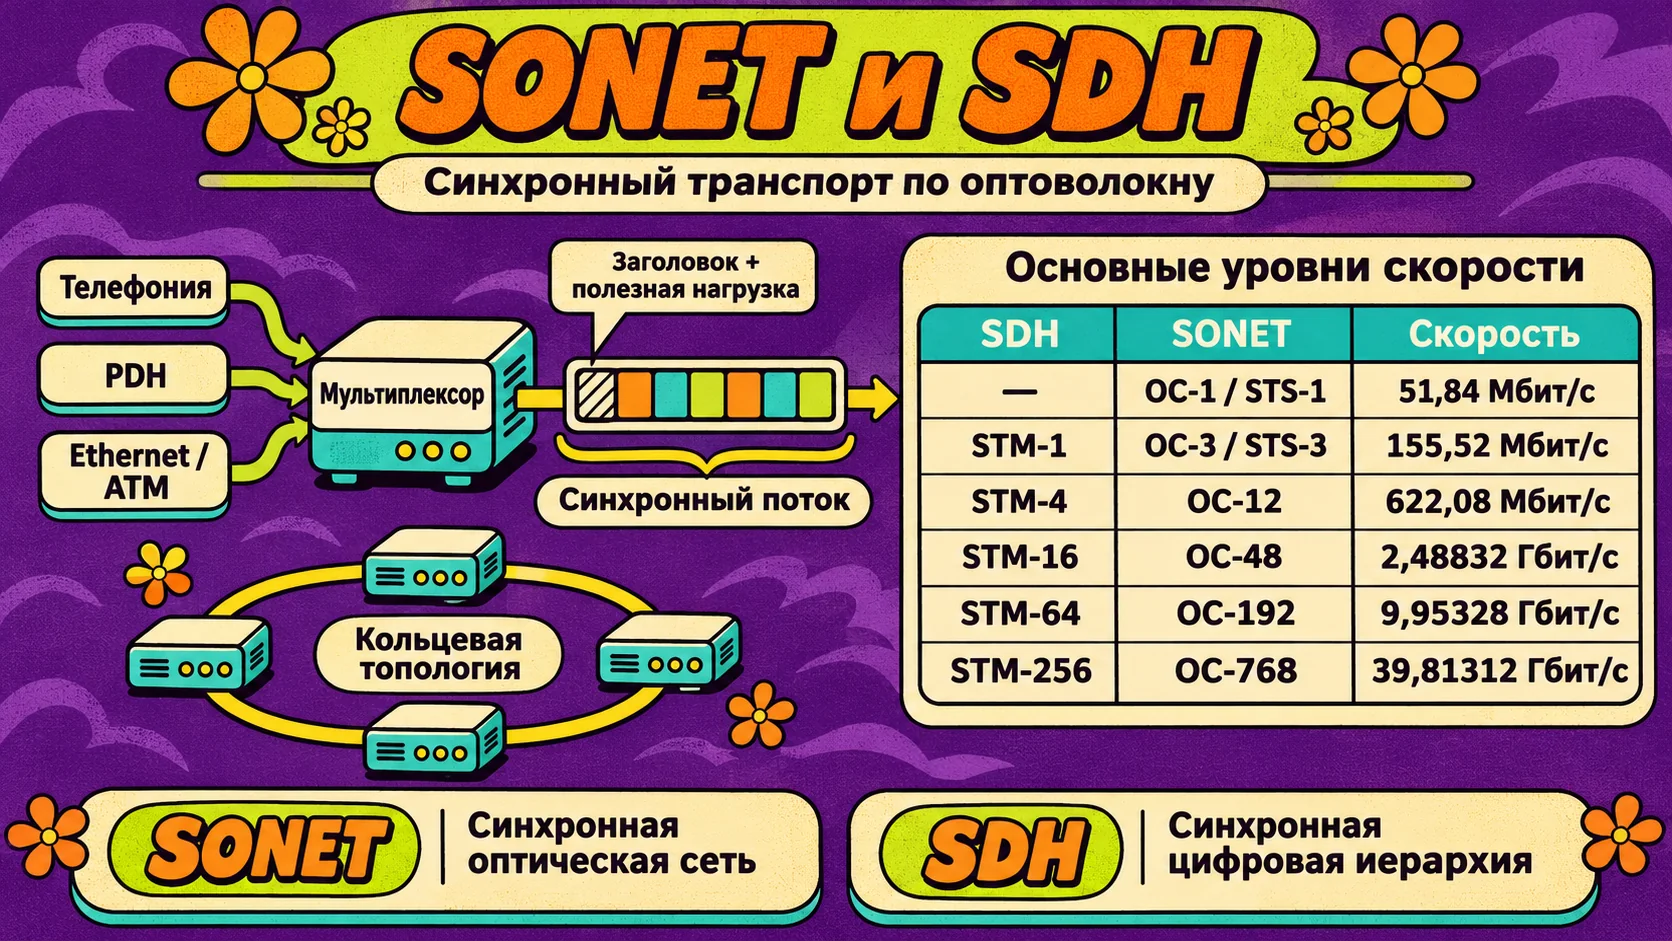 SONET и SDH
Синхронный транспорт по оптоволокну
Телефония
PDH
Ethernet /
ATM
Мультиплексор
Заголовок +
полезная нагрузка
Синхронный поток
Кольцевая
топология
Основные уровни скорости
SDH SONET Скорость
— OC-1 / STS-1 51,84 Мбит/с
STM-1 OC-3 / STS-3 155,52 Мбит/с
STM-4 OC-12 622,08 Мбит/с
STM-16 OC-48 2,48832 Гбит/с
STM-64 OC-192 9,95328 Гбит/с
STM-256 OC-768 39,81312 Гбит/с
SONET
Синхронная
оптическая сеть
SDH
Синхронная
цифровая иерархия